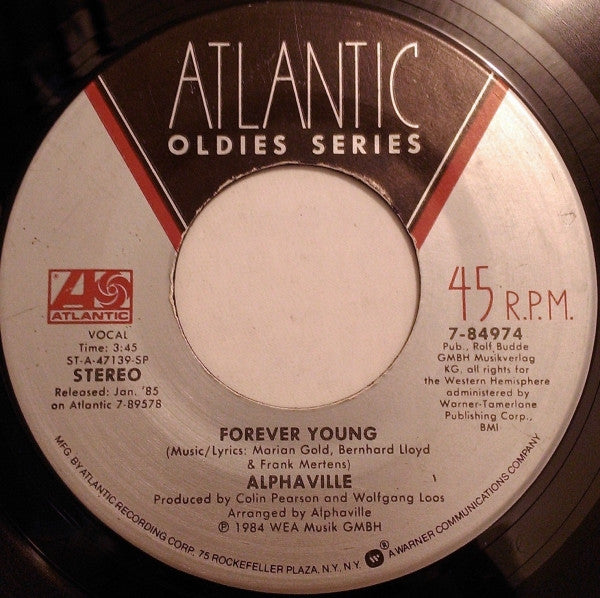 ATLANTIC
OLDIES SERIES
ATLANTIC
VOCAL
Time: 3:45
ST-A-47139-SP
STEREO
Released: Jan. '85
on Atlantic 7-89578
45 R.P.M.
7-84974
Pub., Rolf Budde
GMBH Musikverlag
KG, all rights for
the Western Hemisphere
administered by
Warner-Tamerlane
Publishing Corp.,
BMI
FOREVER YOUNG
(Music/Lyrics: Marian Gold, Bernhard Lloyd
& Frank Mertens)
ALPHAVILLE
Produced by Colin Pearson and Wolfgang Loos
Arranged by Alphaville
Ⓟ 1984 WEA Musik GMBH
MFG. BY ATLANTIC RECORDING CORP., 75 ROCKEFELLER PLAZA, N.Y., N.Y. ® A WARNER COMMUNICATIONS COMPANY